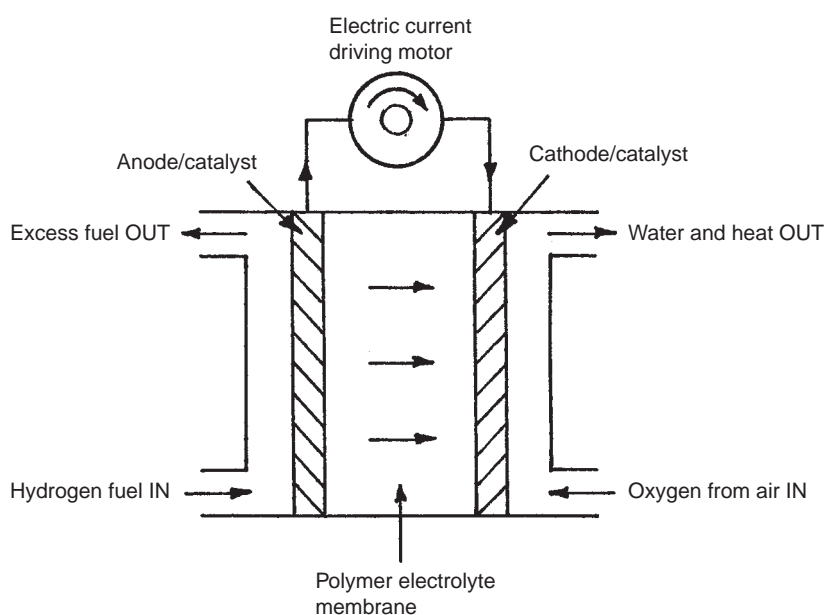 Electric current
driving motor
Anode/catalyst
Cathode/catalyst
Excess fuel OUT
Water and heat OUT
Hydrogen fuel IN
Oxygen from air IN
Polymer electrolyte
membrane